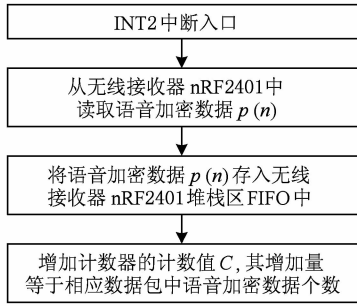 INT2中断入口
从无线接收器 nRF2401中
读取语音加密数据 p (n)
将语音加密数据 p (n) 存入无线
接收器 nRF2401堆栈区 FIFO 中
增加计数器的计数值 C, 其增加量
等于相应数据包中语音加密数据个数